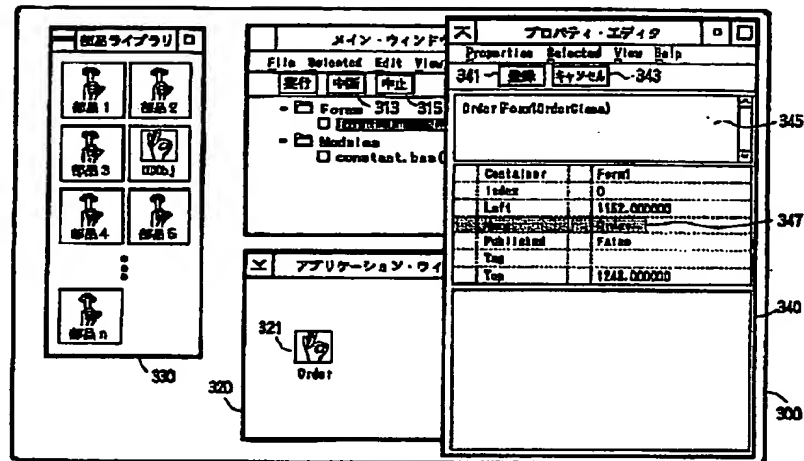 部品ライブラリ
部品1
部品2
部品3
部品4
部品5
部品n
330
メイン・ウィンドウ
File Selected Edit View
実行 中断 中止
313 315
Forms
Modules
constant.bas(
アプリケーション・ウィ
321
Order
320
プロパティ・エディタ
Properties Selected View Help
341 登録 キャンセル 343
345
Container Form1
Index 0
Left 1152.000000
347
Published False
Tag
Top 1248.000000
340
300